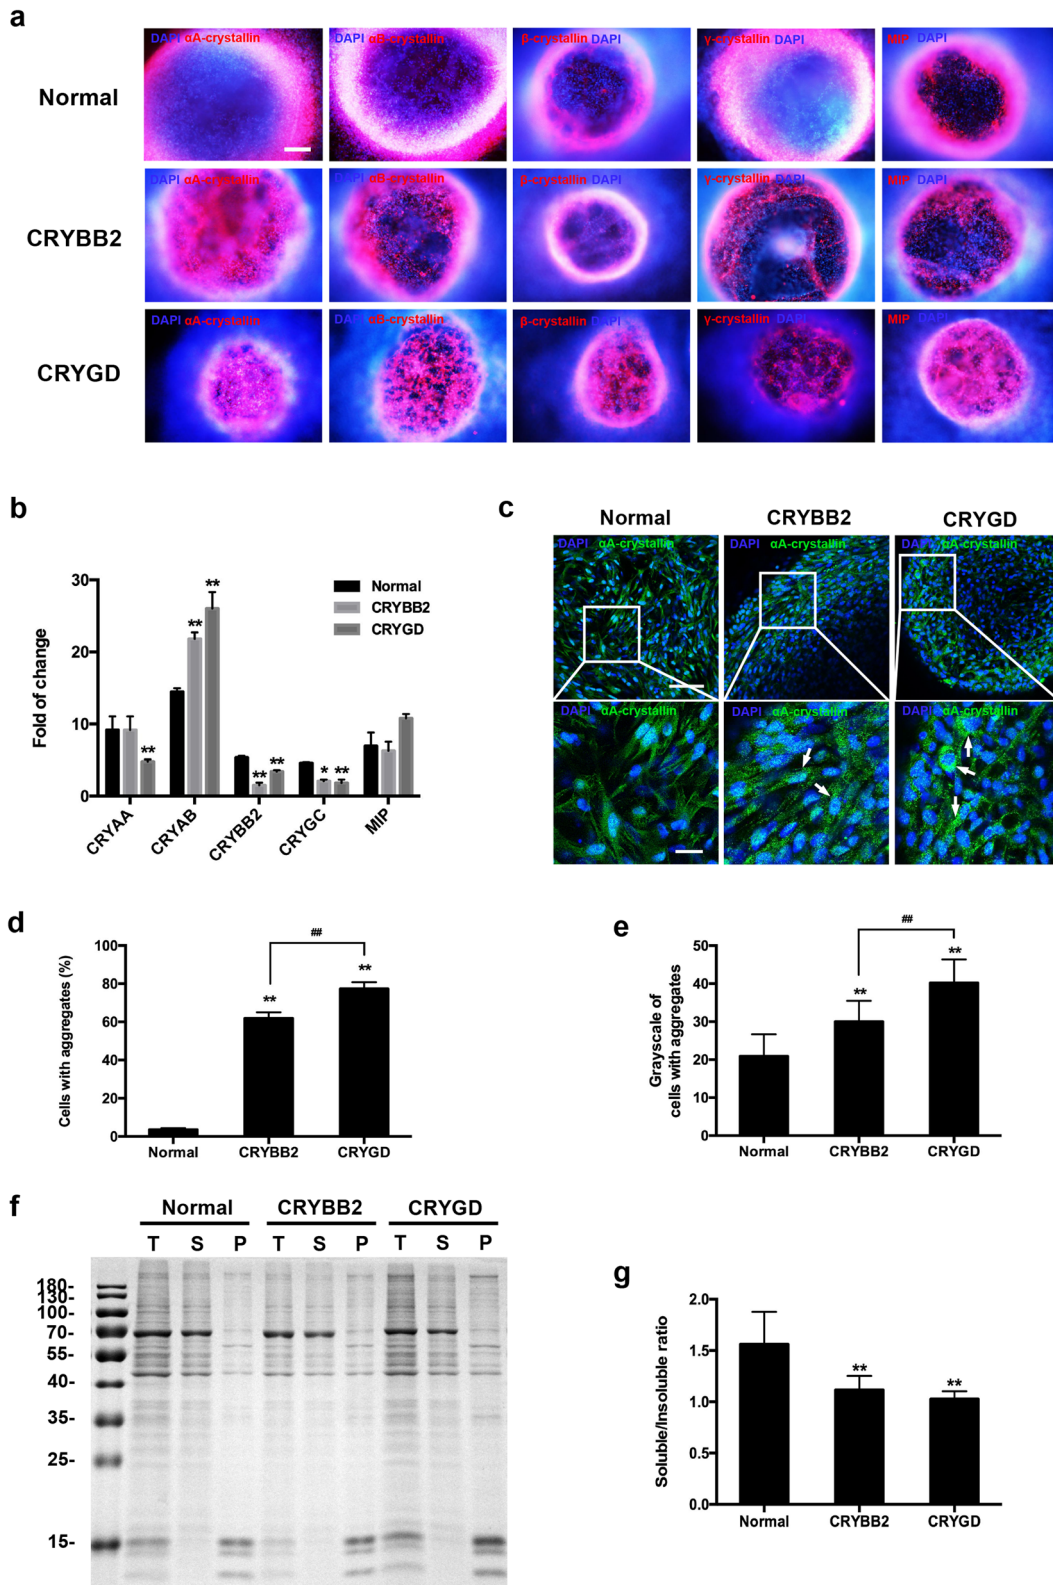 a
Normal
DAPI αA-crystallin
DAPI αB-crystallin
β-crystallin DAPI
γ-crystallin DAPI
MIP DAPI
CRYBB2
DAPI αA-crystallin
DAPI αB-crystallin
β-crystallin DAPI
γ-crystallin DAPI
MIP DAPI
CRYGD
DAPI αA-crystallin
DAPI αB-crystallin
β-crystallin DAPI
γ-crystallin DAPI
MIP DAPI
b
Fold of change
30
20
10
0
Normal
CRYBB2
CRYGD
**
**
**
**
**
*
**
CRYAA
CRYAB
CRYBB2
CRYGC
MIP
c
Normal
CRYBB2
CRYGD
DAPI αA-crystallin
DAPI αA-crystallin
DAPI αA-crystallin
DAPI αA-crystallin
DAPI αA-crystallin
DAPI αA-crystallin
d
Cells with aggregates (%)
100
80
60
40
20
0
##
**
**
Normal
CRYBB2
CRYGD
e
Grayscale of
cells with aggregates
50
40
30
20
10
0
##
**
**
Normal
CRYBB2
CRYGD
f
Normal CRYBB2 CRYGD
T S P T S P T S P
180-
130-
100-
70-
55-
40-
35-
25-
15-
g
Soluble/insoluble ratio
2.0
1.5
1.0
0.5
0.0
**
**
Normal
CRYBB2
CRYGD